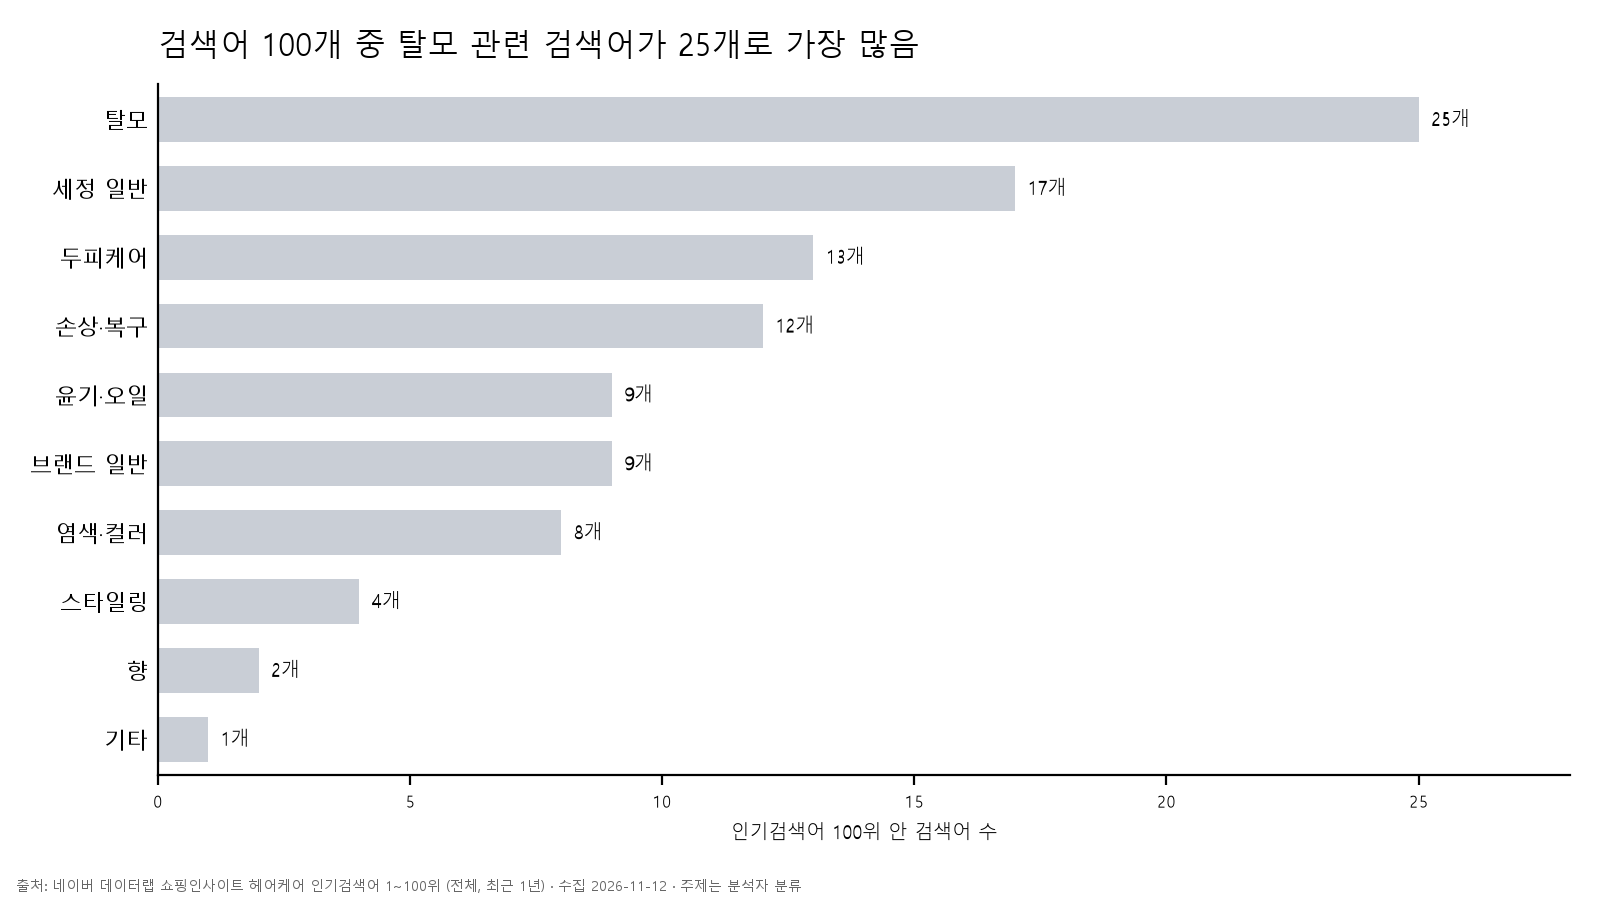 검색어 100개 중 탈모 관련 검색어가 25개로 가장 많음
탈모 25개
세정 일반 17개
두피케어 13개
손상·복구 12개
윤기·오일 9개
브랜드 일반 9개
염색·컬러 8개
스타일링 4개
향 2개
기타 1개
0 5 10 15 20 25
인기검색어 100위 안 검색어 수
출처: 네이버 데이터랩 쇼핑인사이트 헤어케어 인기검색어 1~100위 (전체, 최근 1년) · 수집 2026-11-12 · 주제는 분석자 분류